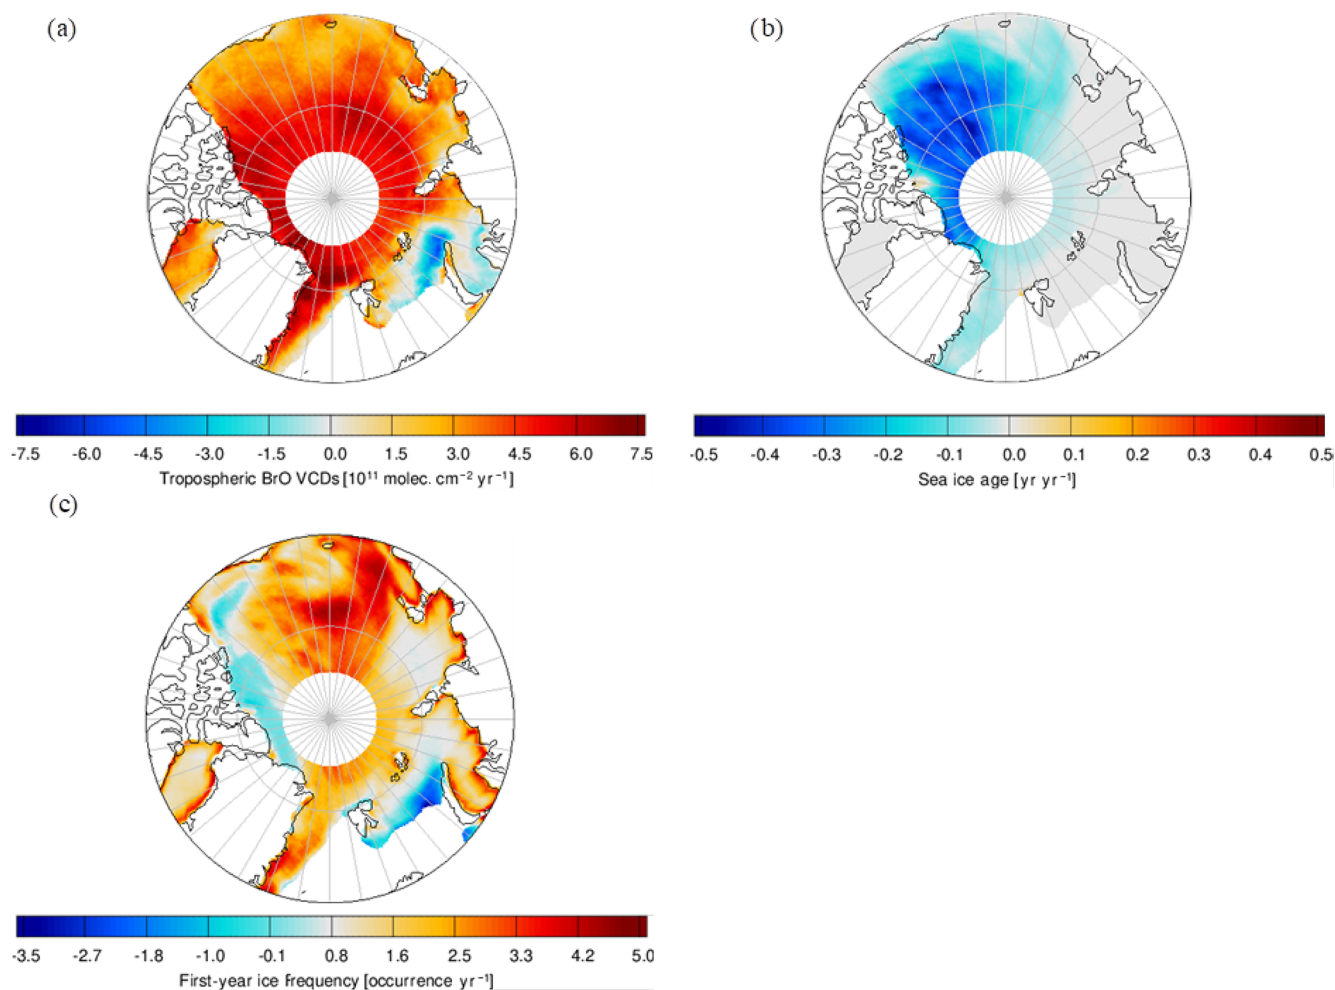 (a)
(b)
-7.5 -6.0 -4.5 -3.0 -1.5 0.0 1.5 3.0 4.5 6.0 7.5
Tropospheric BrO VCDs [10¹¹ molec. cm⁻² yr⁻¹]
-0.5 -0.4 -0.3 -0.2 -0.1 0.0 0.1 0.2 0.3 0.4 0.5
Sea ice age [yr yr⁻¹]
(c)
-3.5 -2.7 -1.8 -1.0 -0.1 0.8 1.6 2.5 3.3 4.2 5.0
First-year ice frequency [occurrence yr⁻¹]